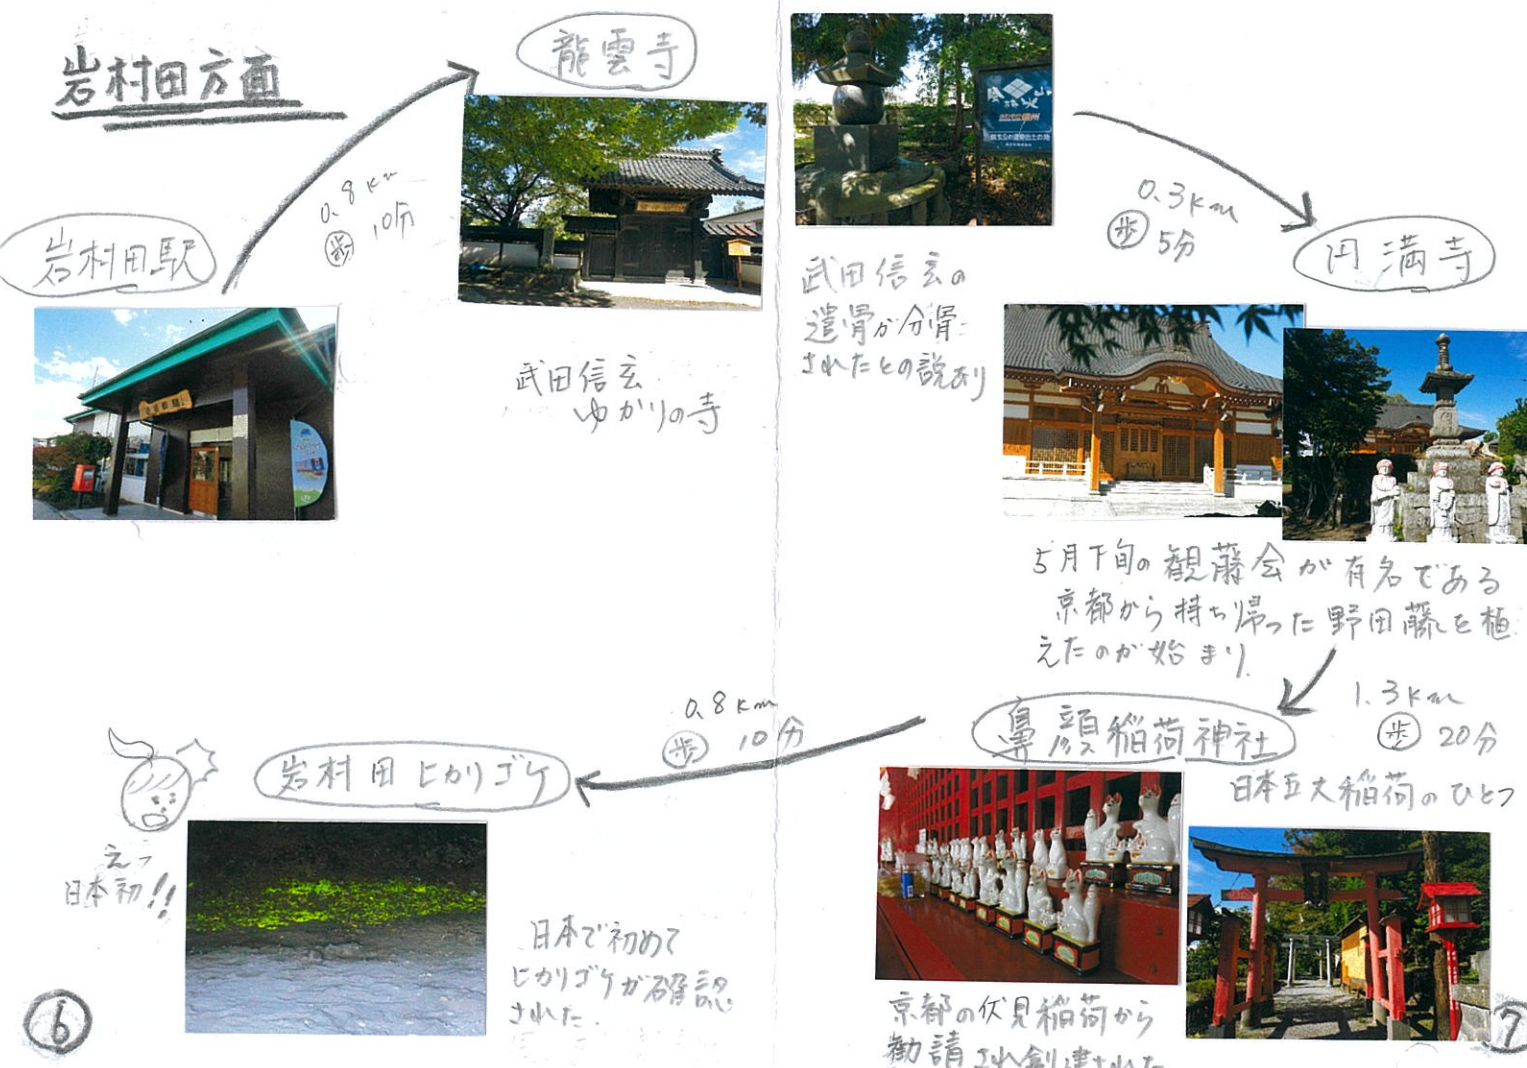 岩村田方面
岩村田駅
0.8km
歩 10分
龍雲寺
武田信玄
ゆかりの寺
武田信玄の
遺骨が分骨
されたとの説あり
0.3km
歩 5分
円満寺
5月下旬の観藤会が有名である
京都から持ち帰った野田藤を植
えたのが始まり.
1.3km
歩 20分
鼻顔稲荷神社
日本五大稲荷のひとつ
京都の伏見稲荷から
勧請され創建された
0.8km
歩 10分
岩村田ヒカリゴケ
えっ
日本初!!
日本で初めて
ヒカリゴケが確認
された.
6
7